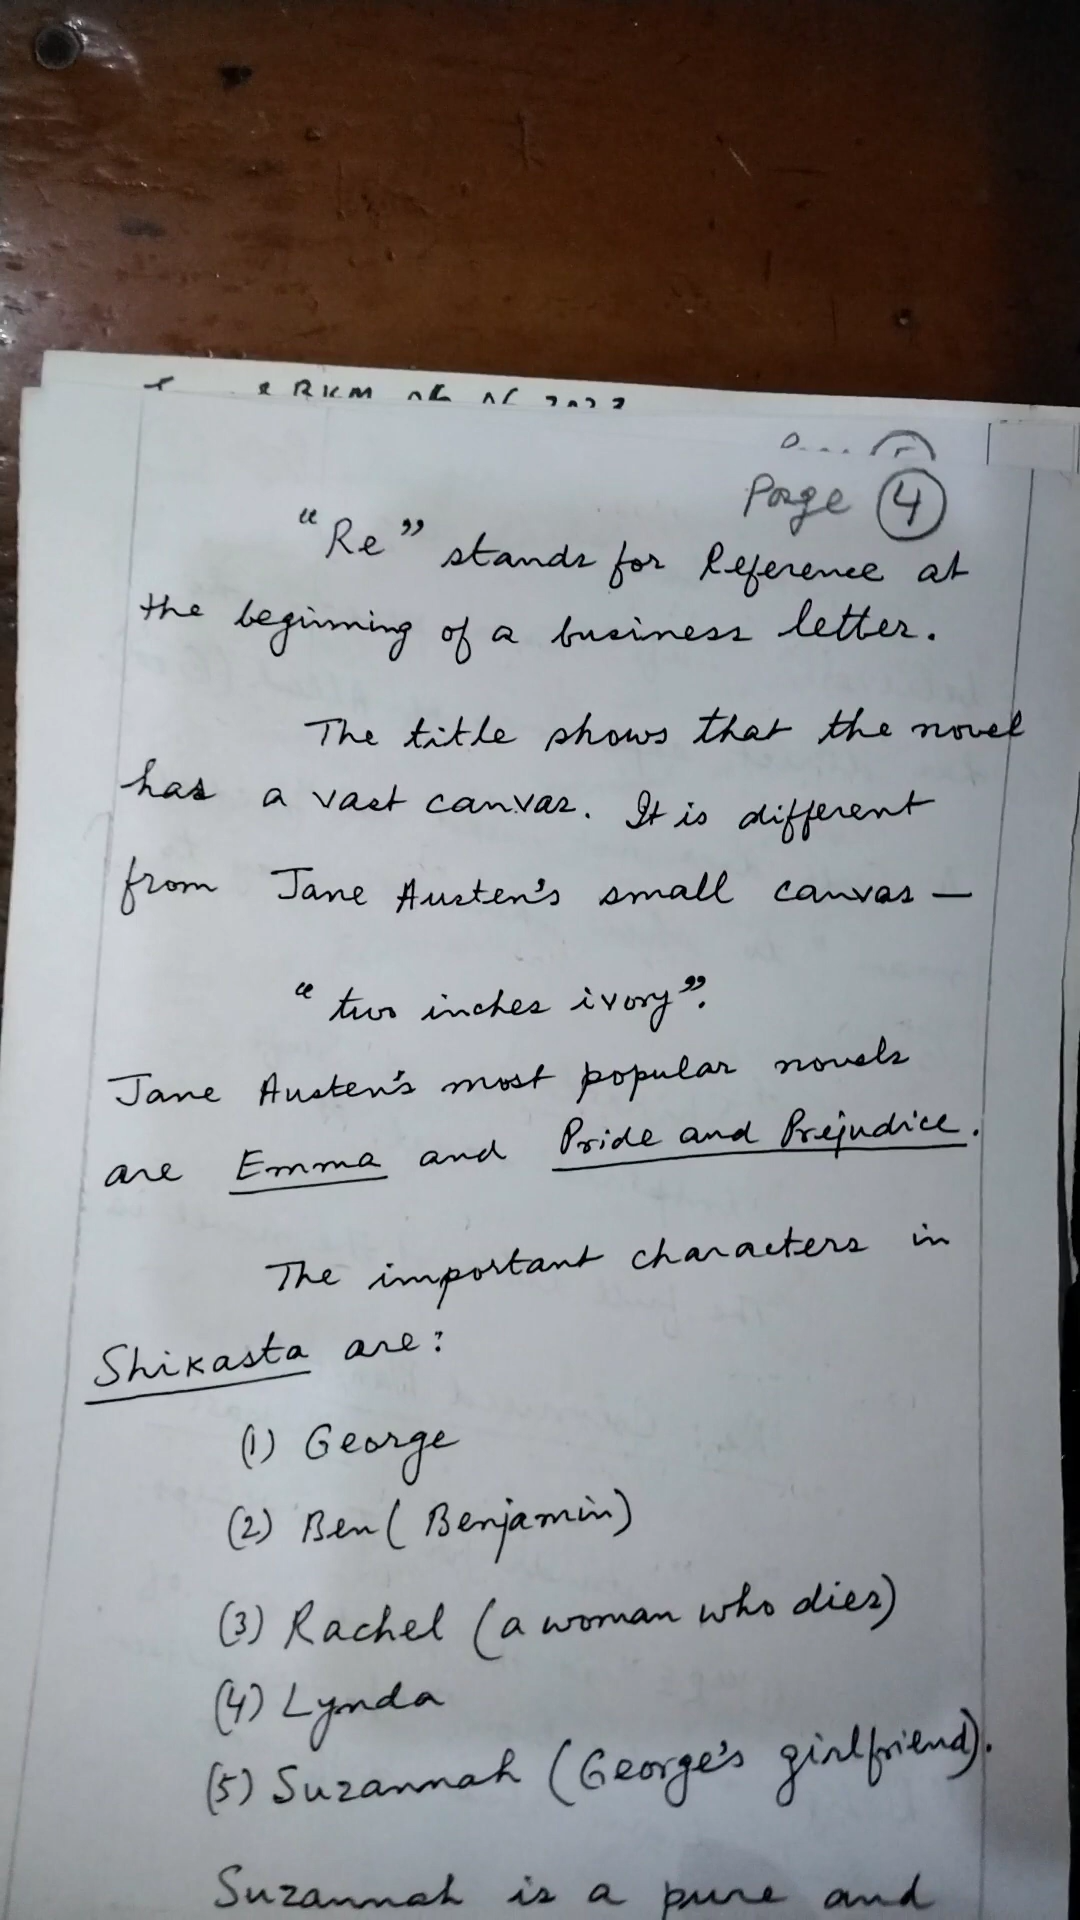 Page 4
"Re" stands for Reference at
the beginning of a business letter.
The title shows that the novel
has a vast canvas. It is different
from Jane Austen's small canvas —
"two inches ivory".
Jane Austen's most popular novels
are Emma and Pride and Prejudice.
The important characters in
Shikasta are:
(1) George
(2) Ben (Benjamin)
(3) Rachel (a woman who dies)
(4) Lynda
(5) Suzannah (George's girlfriend).
Suzannah is a pure and